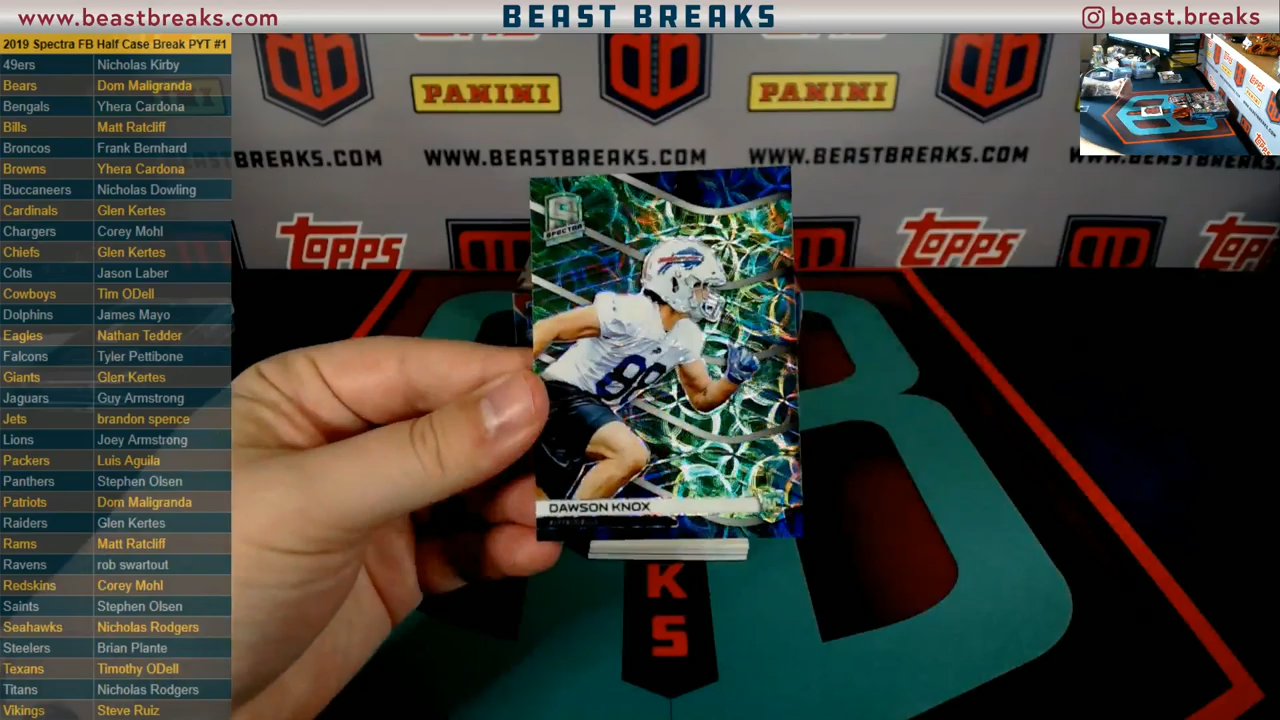 www.beastbreaks.com
BEAST BREAKS
beast.breaks
2019 Spectra FB Half Case Break PYT #1
49ers Nicholas Kirby
Bears Dom Maligranda
Bengals Yhera Cardona
Bills Matt Ratcliff
Broncos Frank Bernhard
Browns Yhera Cardona
Buccaneers Nicholas Dowling
Cardinals Glen Kertes
Chargers Corey Mohl
Chiefs Glen Kertes
Colts Jason Laber
Cowboys Tim ODell
Dolphins James Mayo
Eagles Nathan Tedder
Falcons Tyler Pettibone
Giants Glen Kertes
Jaguars Guy Armstrong
Jets brandon spence
Lions Joey Armstrong
Packers Luis Aguila
Panthers Stephen Olsen
Patriots Dom Maligranda
Raiders Glen Kertes
Rams Matt Ratcliff
Ravens rob swartout
Redskins Corey Mohl
Saints Stephen Olsen
Seahawks Nicholas Rodgers
Steelers Brian Plante
Texans Timothy ODell
Titans Nicholas Rodgers
Vikings Steve Ruiz
PANINI
PANINI
BREAKS.COM
WWW.BEASTBREAKS.COM
WWW.BEASTBREAKS.COM
topps
topps
topps
SPECTRA
88
DAWSON KNOX
K
S